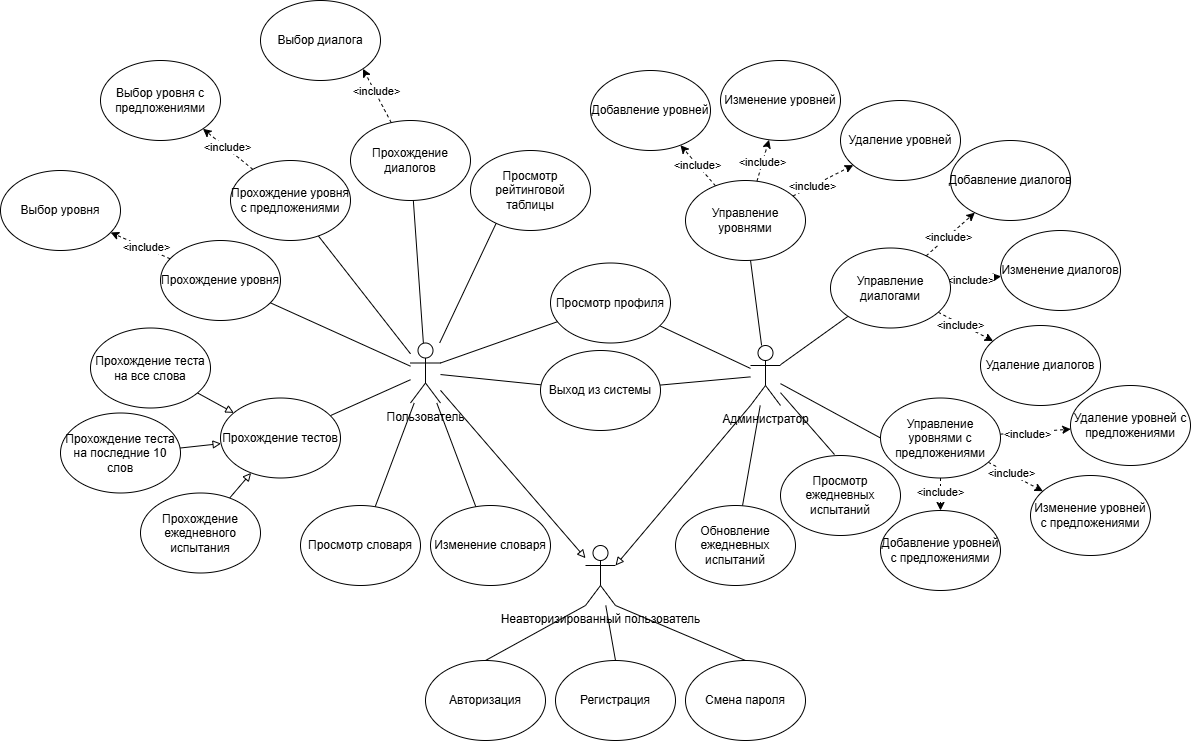 Выбор диалога
<include>
Выбор уровня с
предложениями
<include>
Прохождение
диалогов
Просмотр
рейтинговой
таблицы
Прохождение уровня
с предложениями
Выбор уровня
<include>
Прохождение уровня
Добавление уровней
Изменение уровней
Удаление уровней
<include>
<include>
<include>
Управление
уровнями
Добавление диалогов
<include>
Изменение диалогов
<include>
Управление
диалогами
<include>
Удаление диалогов
Просмотр профиля
Выход из системы
Прохождение теста
на все слова
Прохождение теста
на последние 10
слов
Прохождение тестов
Прохождение
ежедневного
испытания
Пользователь
Администратор
Управление
уровнями с
предложениями
<include>
Удаление уровней с
предложениями
<include>
Изменение уровней
с предложениями
<include>
Добавление уровней
с предложениями
Просмотр
ежедневных
испытаний
Обновление
ежедневных
испытаний
Просмотр словаря
Изменение словаря
Неавторизированный пользователь
Авторизация
Регистрация
Смена пароля